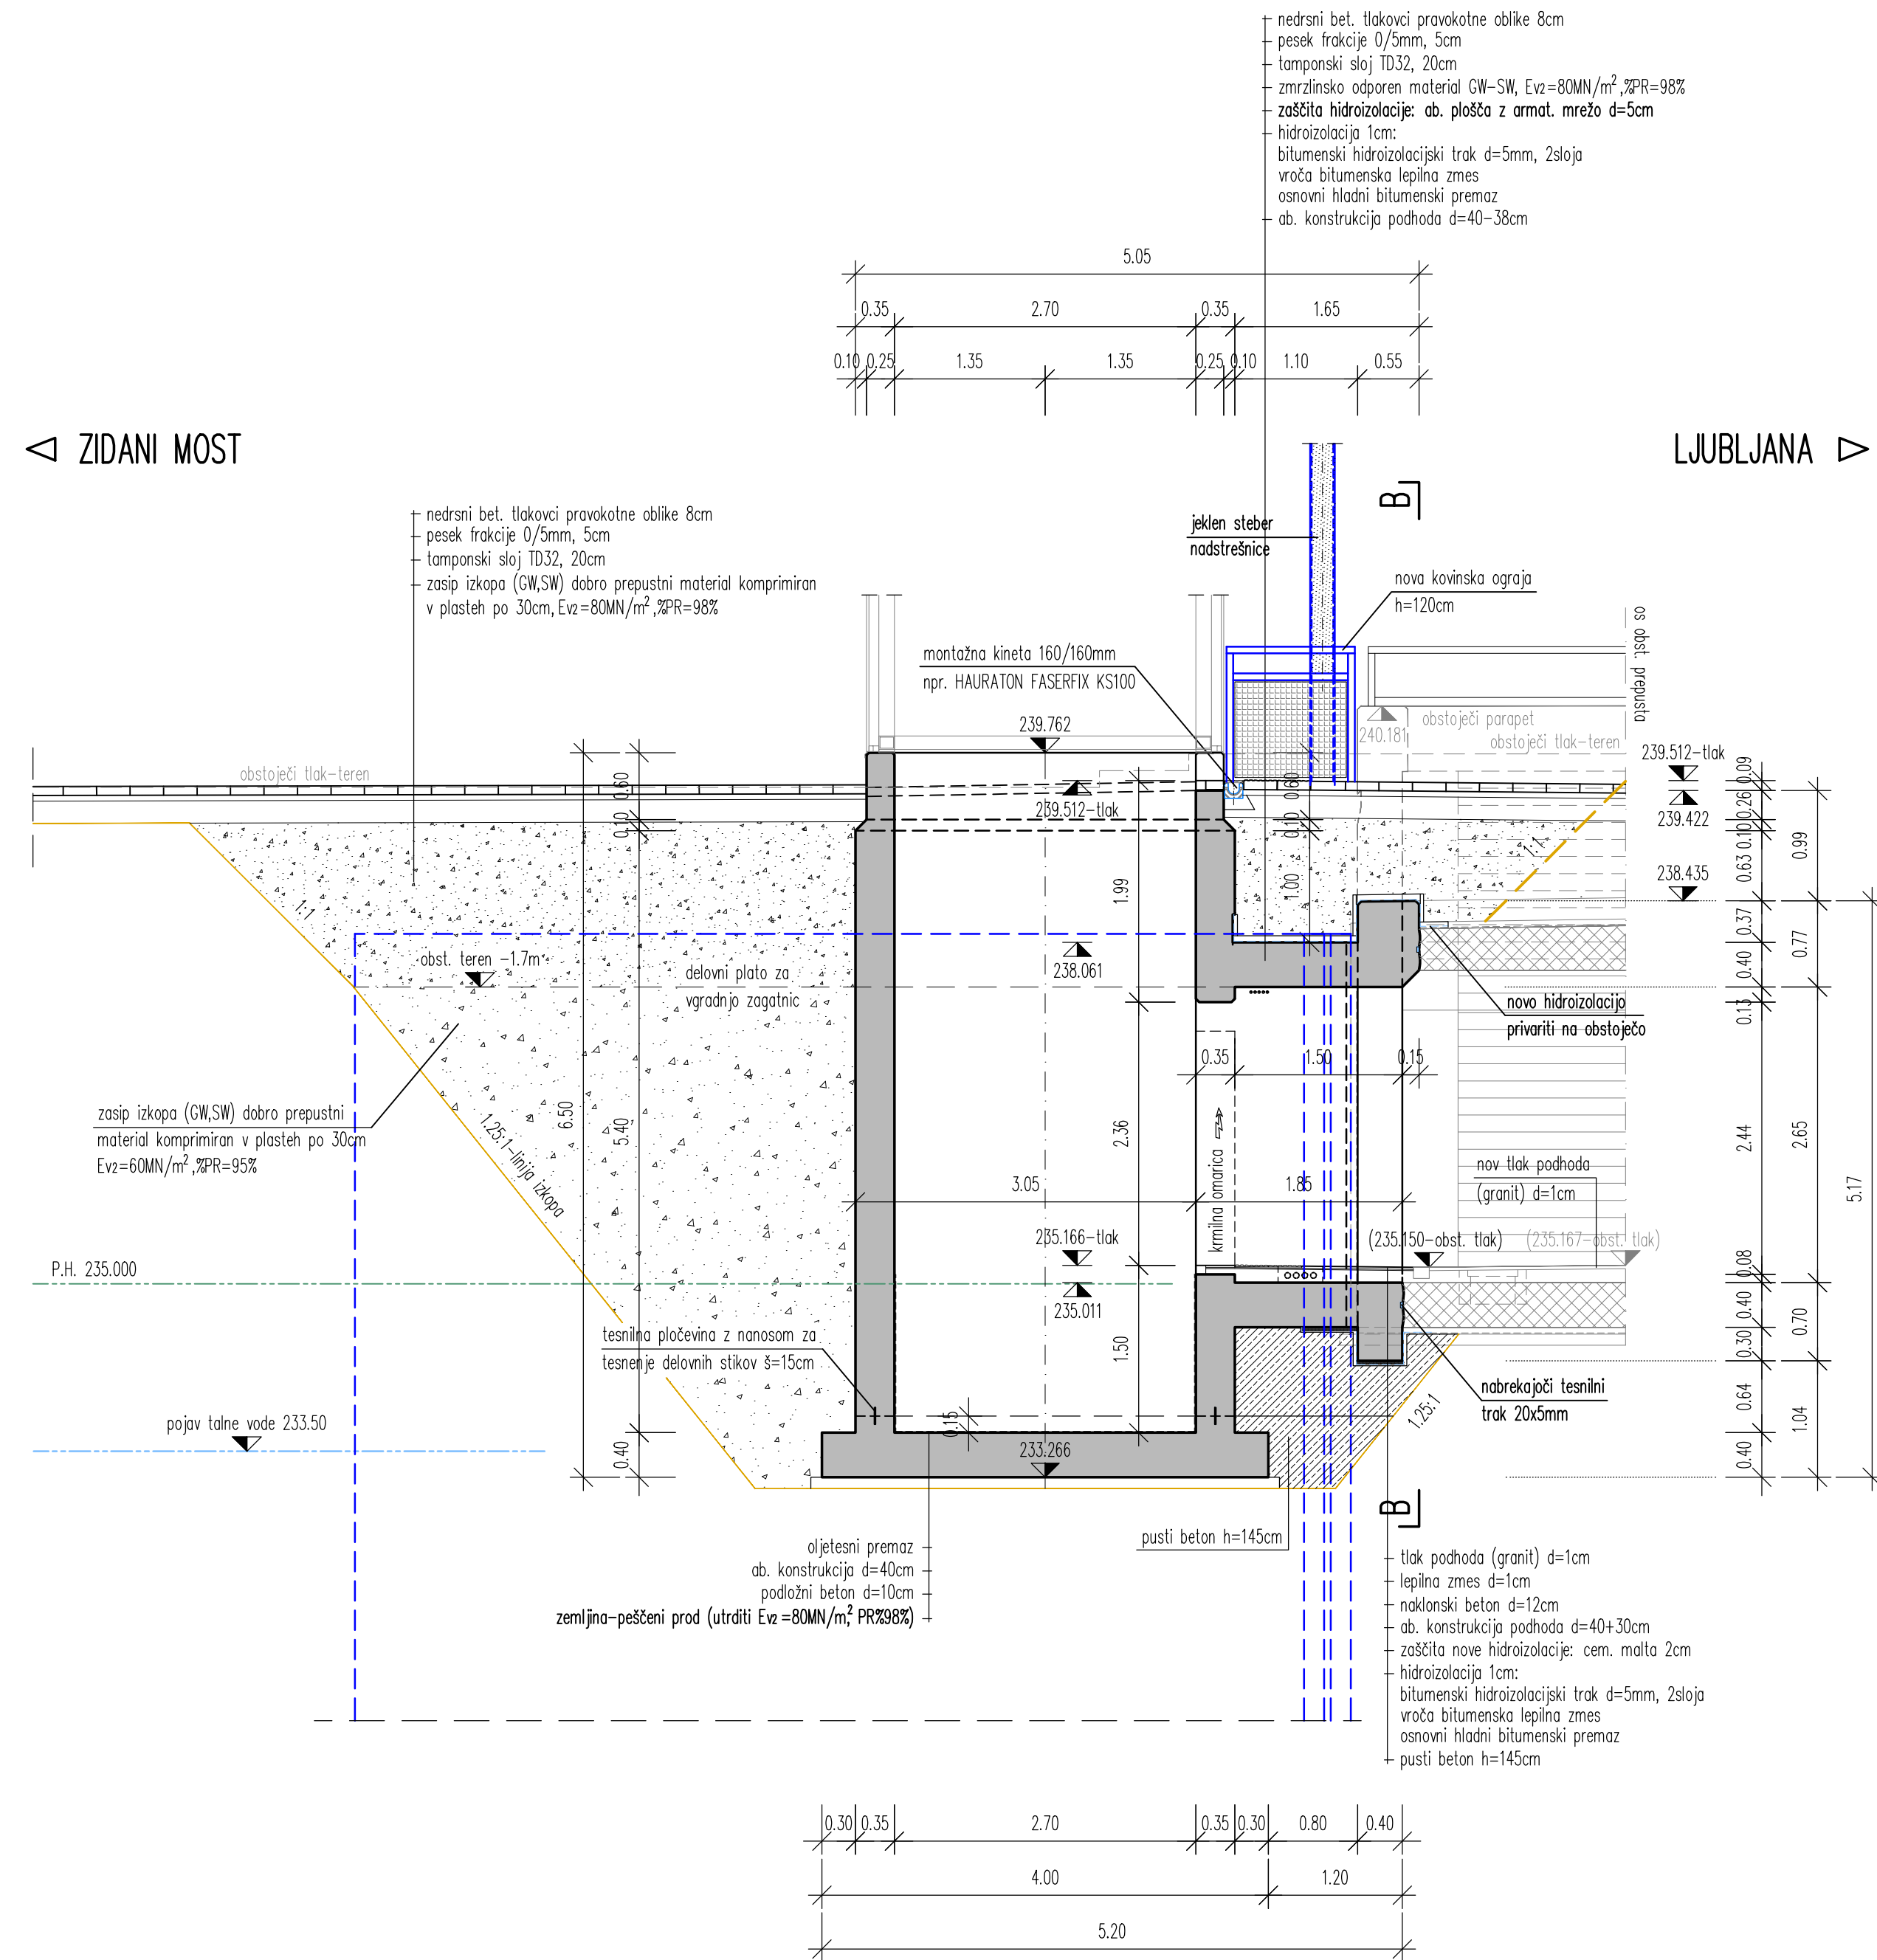 nedrsni bet. tlakovci pravokotne oblike 8cm
pesek frakcije 0/5mm, 5cm
tamponski sloj TD32, 20cm
zmrzlinsko odporen material GW-SW, Ev2=80MN/m²,%PR=98%
zaščita hidroizolacije: ab. plošča z armat. mrežo d=5cm
hidroizolacija 1cm:
bitumenski hidroizolacijski trak d=5mm, 2sloja
vroča bitumenska lepilna zmes
osnovni hladni bitumenski premaz
ab. konstrukcija podhoda d=40-38cm
5.05
0.35 2.70 0.35 1.65
0.10 0.25 1.35 1.35 0.25 0.10 1.10 0.55
ZIDANI MOST
LJUBLJANA
B
nedrsni bet. tlakovci pravokotne oblike 8cm
pesek frakcije 0/5mm, 5cm
tamponski sloj TD32, 20cm
zasip izkopa (GW,SW) dobro prepustni material komprimiran
v plasteh po 30cm, Ev2=80MN/m²,%PR=98%
jeklen steber
nadstrešnice
nova kovinska ograja
h=120cm
os obst. prepusta
montažna kineta 160/160mm
npr. HAURATON FASERFIX KS100
239.762
240.181
obstoječi parapet
obstoječi tlak-teren
239.512-tlak
obstoječi tlak-teren
239.512-tlak
239.422
238.435
0.60
0.10
0.60
0.10
1.00
0.09
0.26
0.10
0.63
0.99
1:1
1:1
1.99
obst. teren -1.7m
delovni plato za
vgradnjo zagatnic
238.061
0.37
0.40
0.13
0.77
novo hidroizolacijo
privariti na obstoječo
0.35 1.50 0.15
zasip izkopa (GW,SW) dobro prepustni
material komprimiran v plasteh po 30cm
Ev2=60MN/m²,%PR=95%
6.50
5.40
1.25:1-linija izkopa
2.36
krmilna omarica
2.44
2.65
5.17
nov tlak podhoda
(granit) d=1cm
3.05 1.85
235.166-tlak
(235.150-obst. tlak)
(235.167-obst. tlak)
P.H. 235.000
235.011
0.08
0.40
0.30
0.70
tesnilna pločevina z nanosom za
tesnenje delovnih stikov š=15cm
1.50
0.15
nabrekajoči tesnilni
trak 20x5mm
1.25:1
0.64
0.40
1.04
pojav talne vode 233.50
0.40
233.266
B
pusti beton h=145cm
oljetesni premaz
ab. konstrukcija d=40cm
podložni beton d=10cm
zemljina-peščeni prod (utrditi Ev2=80MN/m², PR%98%)
tlak podhoda (granit) d=1cm
lepilna zmes d=1cm
naklonski beton d=12cm
ab. konstrukcija podhoda d=40+30cm
zaščita nove hidroizolacije: cem. malta 2cm
hidroizolacija 1cm:
bitumenski hidroizolacijski trak d=5mm, 2sloja
vroča bitumenska lepilna zmes
osnovni hladni bitumenski premaz
pusti beton h=145cm
0.30 0.35 2.70 0.35 0.30 0.80 0.40
4.00 1.20
5.20